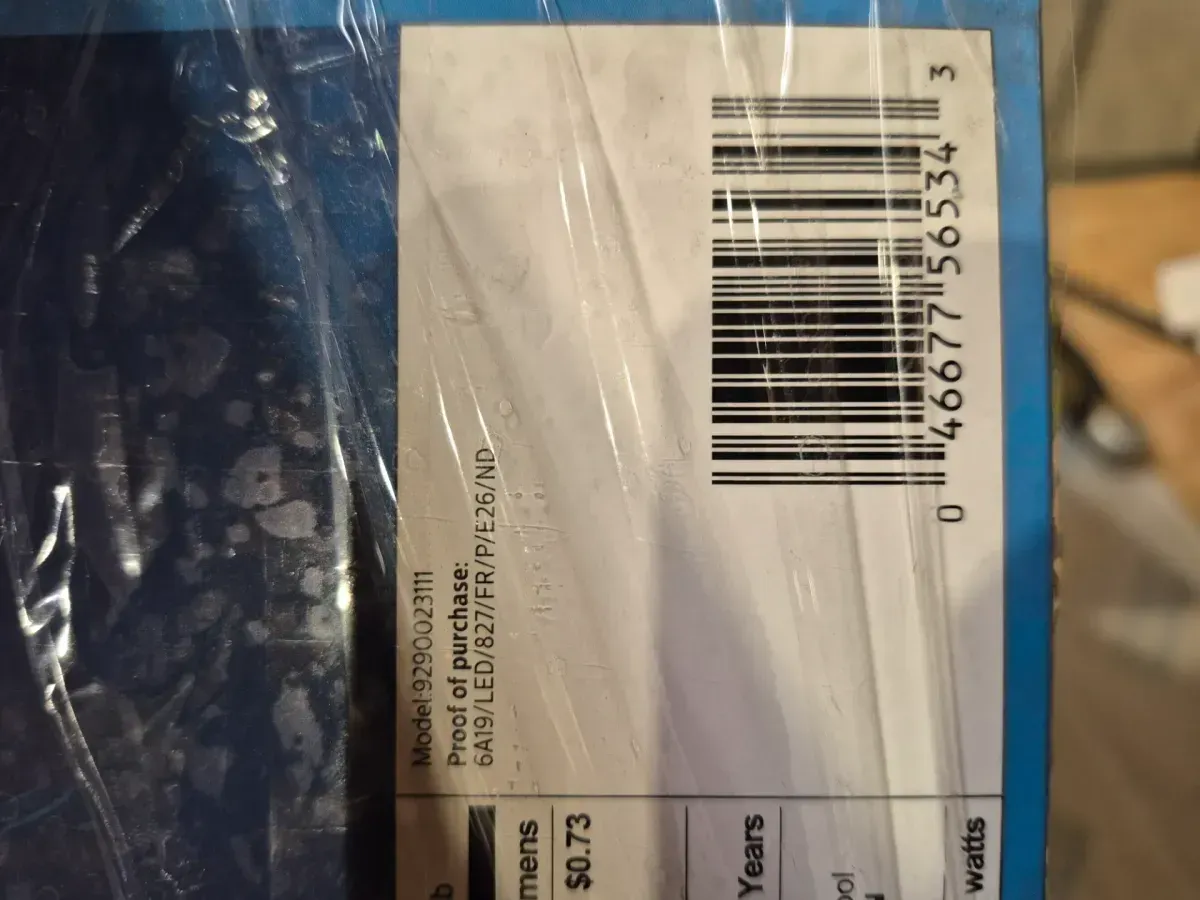 Model:9290023111
Proof of purchase:
6A19/LED/827/FR/P/E26/ND
0 46677 56534 3
$0.73
Years
watts